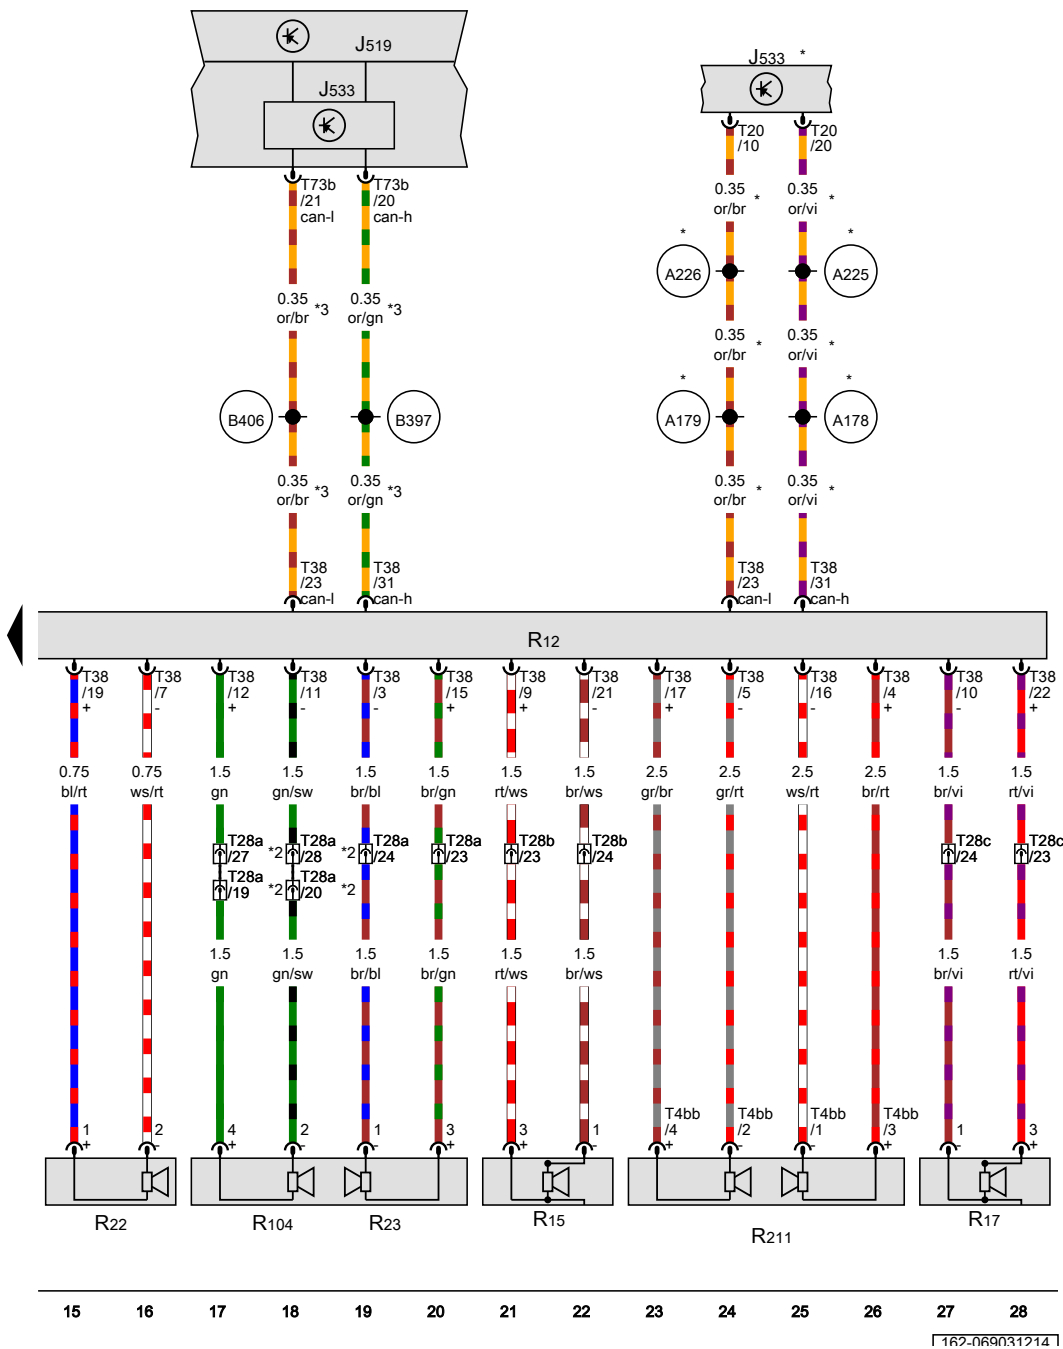 J519
J533
J533 *
T73b
/21
can-l
T73b
/20
can-h
T20
/10
T20
/20
0.35
or/br *
0.35
or/vi *
*
*
A226
A225
0.35
or/br *3
0.35
or/gn *3
0.35
or/br *
0.35
or/vi *
*
*
B406
B397
A179
A178
0.35
or/br *3
0.35
or/gn *3
0.35
or/br *
0.35
or/vi *
T38
/23
can-l
T38
/31
can-h
T38
/23
can-l
T38
/31
can-h
R12
T38
/19
+
T38
/7
-
T38
/12
+
T38
/11
-
T38
/3
-
T38
/15
+
T38
/9
+
T38
/21
-
T38
/17
+
T38
/5
-
T38
/16
-
T38
/4
+
T38
/10
-
T38
/22
+
0.75
bl/rt
0.75
ws/rt
1.5
gn
1.5
gn/sw
1.5
br/bl
1.5
br/gn
1.5
rt/ws
1.5
br/ws
2.5
gr/br
2.5
gr/rt
2.5
ws/rt
2.5
br/rt
1.5
br/vi
1.5
rt/vi
T28a
/27
*2
T28a
/28
*2
T28a
/24
T28a
/23
T28b
/23
T28b
/24
T28c
/24
T28c
/23
T28a
/19
*2
T28a
/20
*2
1.5
gn
1.5
gn/sw
1.5
br/bl
1.5
br/gn
1.5
rt/ws
1.5
br/ws
1.5
br/vi
1.5
rt/vi
1
+
2
-
4
+
2
-
1
-
3
+
3
+
1
-
T4bb
/4
+
T4bb
/2
-
T4bb
/1
-
T4bb
/3
+
1
-
3
+
R22
R104
R23
R15
R211
R17
15 16 17 18 19 20 21 22 23 24 25 26 27 28
162-069031214